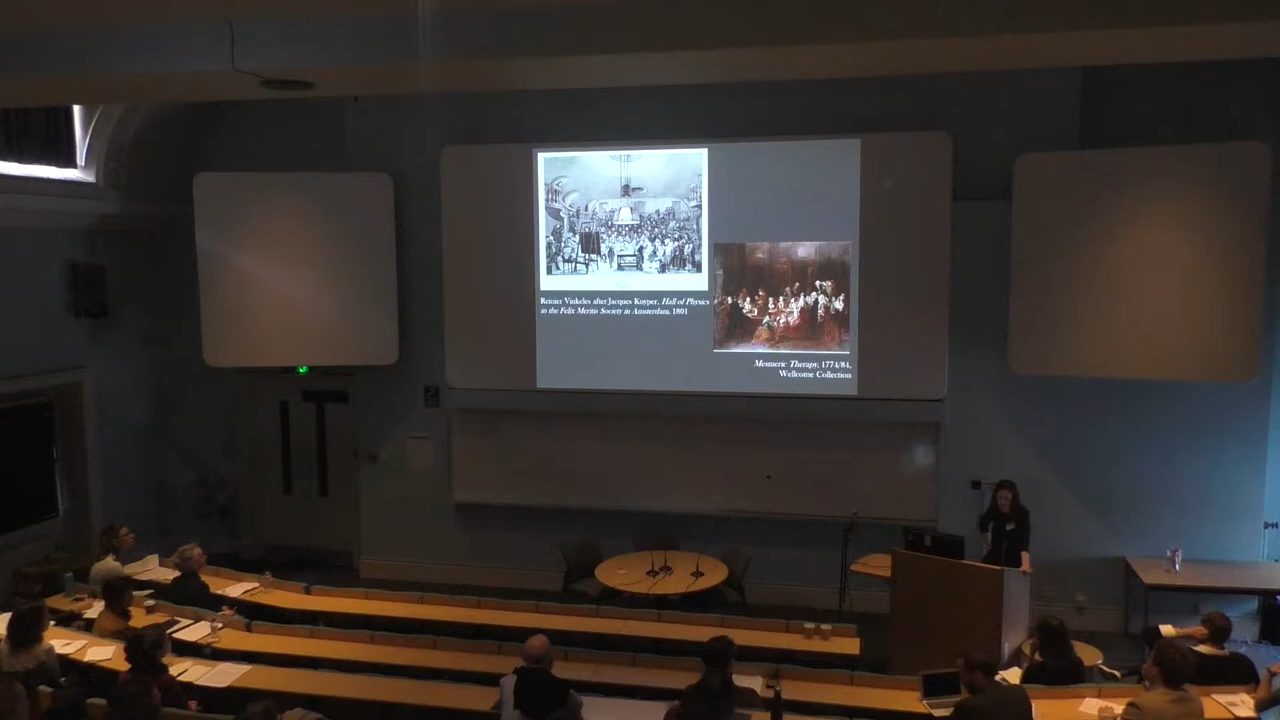 Reinier Vinkeles after Jacques Kuyper, Hall of Physics
in the Felix Meritis Society in Amsterdam, 1801
Mesmeric Therapy, 1774/84,
Wellcome Collection